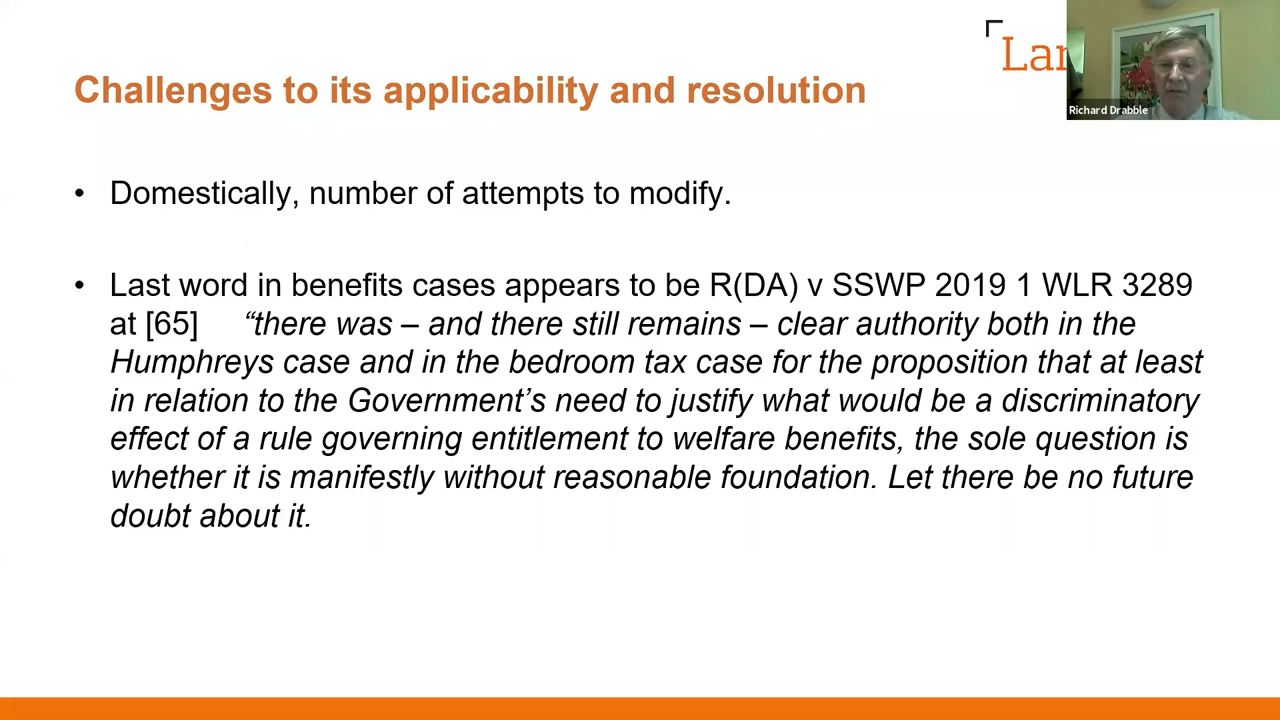 Lan
Richard Drabble
Challenges to its applicability and resolution
• Domestically, number of attempts to modify.
• Last word in benefits cases appears to be R(DA) v SSWP 2019 1 WLR 3289
at [65] “there was – and there still remains – clear authority both in the
Humphreys case and in the bedroom tax case for the proposition that at least
in relation to the Government’s need to justify what would be a discriminatory
effect of a rule governing entitlement to welfare benefits, the sole question is
whether it is manifestly without reasonable foundation. Let there be no future
doubt about it.